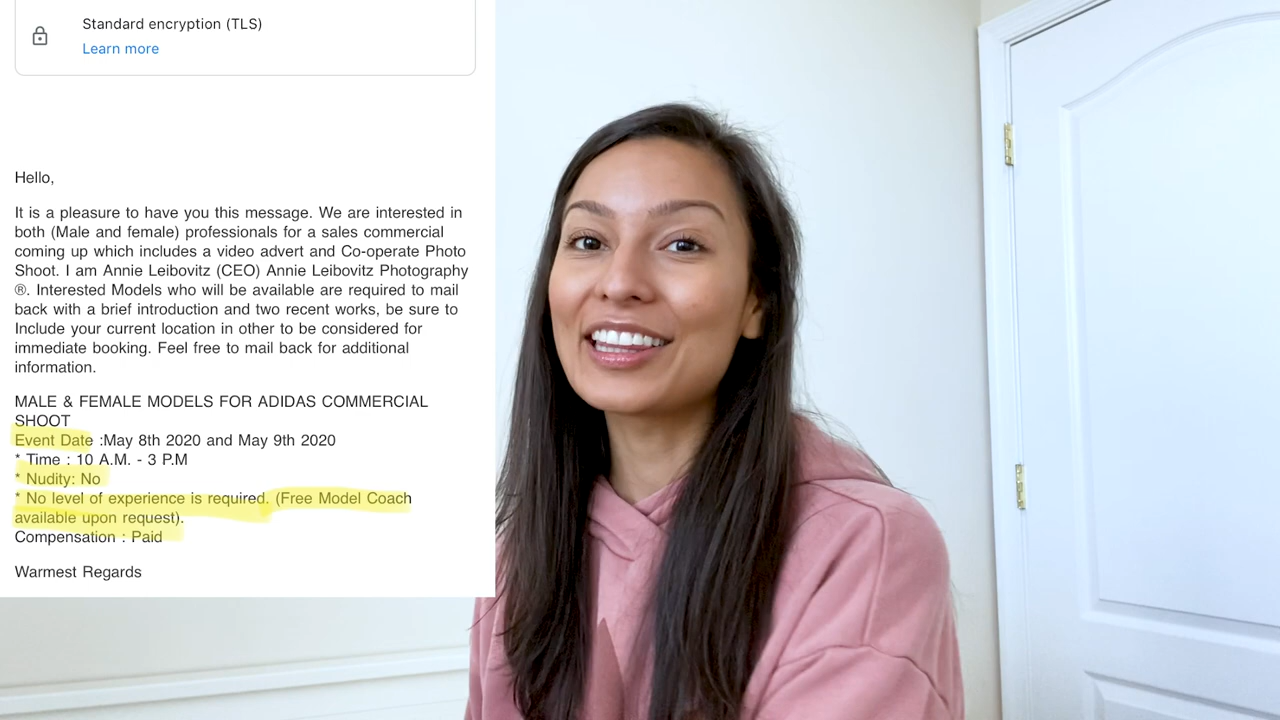 Standard encryption (TLS)
Learn more
Hello,
It is a pleasure to have you this message. We are interested in
both (Male and female) professionals for a sales commercial
coming up which includes a video advert and Co-operate Photo
Shoot. I am Annie Leibovitz (CEO) Annie Leibovitz Photography
®. Interested Models who will be available are required to mail
back with a brief introduction and two recent works, be sure to
Include your current location in other to be considered for
immediate booking. Feel free to mail back for additional
information.
MALE & FEMALE MODELS FOR ADIDAS COMMERCIAL
SHOOT
Event Date :May 8th 2020 and May 9th 2020
* Time : 10 A.M. - 3 P.M
* Nudity: No
* No level of experience is required. (Free Model Coach
available upon request).
Compensation : Paid
Warmest Regards